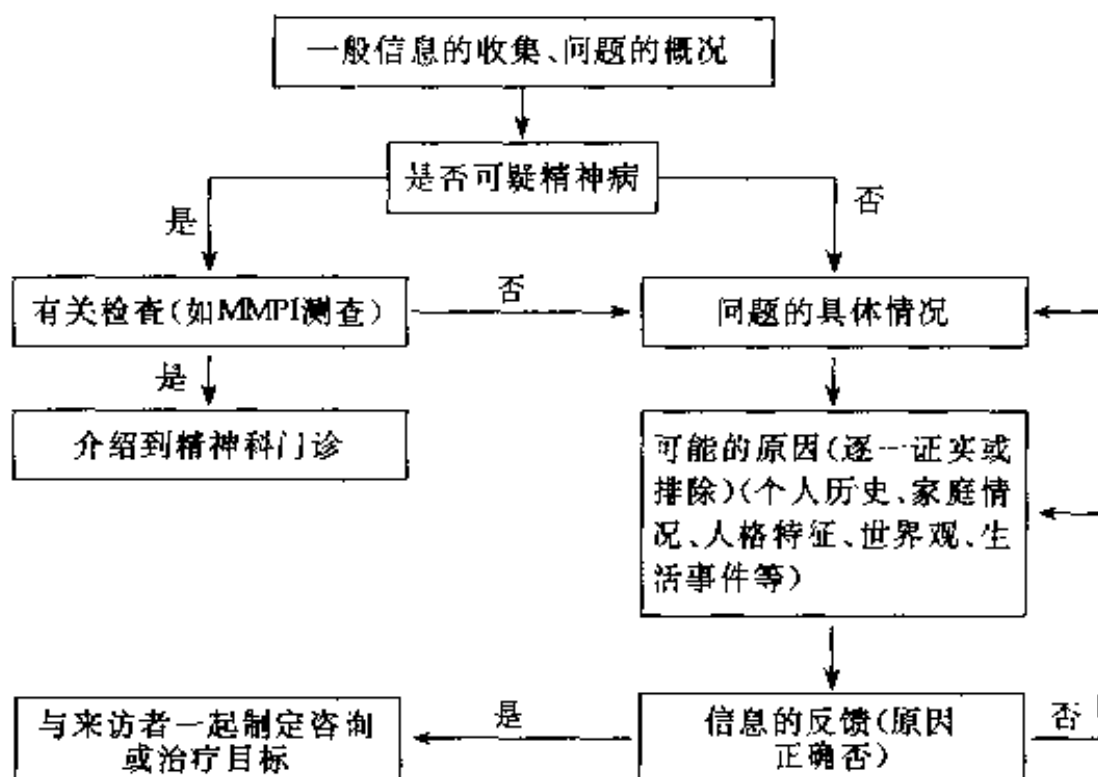 一般信息的收集、问题的概况
是否可疑精神病
是
否
有关检查(如MMPI测查)
否
问题的具体情况
是
介绍到精神科门诊
可能的原因(逐一证实或
排除)(个人历史、家庭情
况、人格特征、世界观、生
活事件等)
与来访者一起制定咨询
或治疗目标
是
信息的反馈(原因
正确否)
否